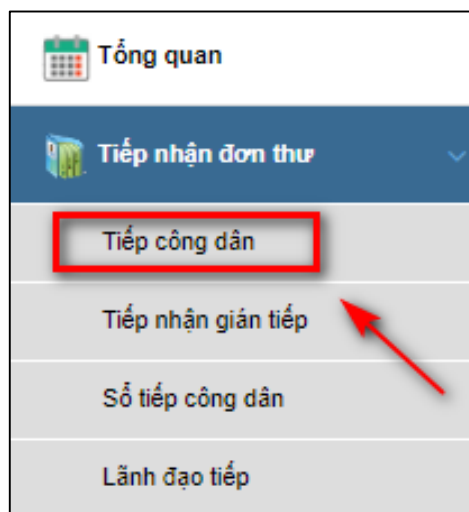 Tổng quan
Tiếp nhận đơn thư
Tiếp công dân
Tiếp nhận gián tiếp
Sổ tiếp công dân
Lãnh đạo tiếp